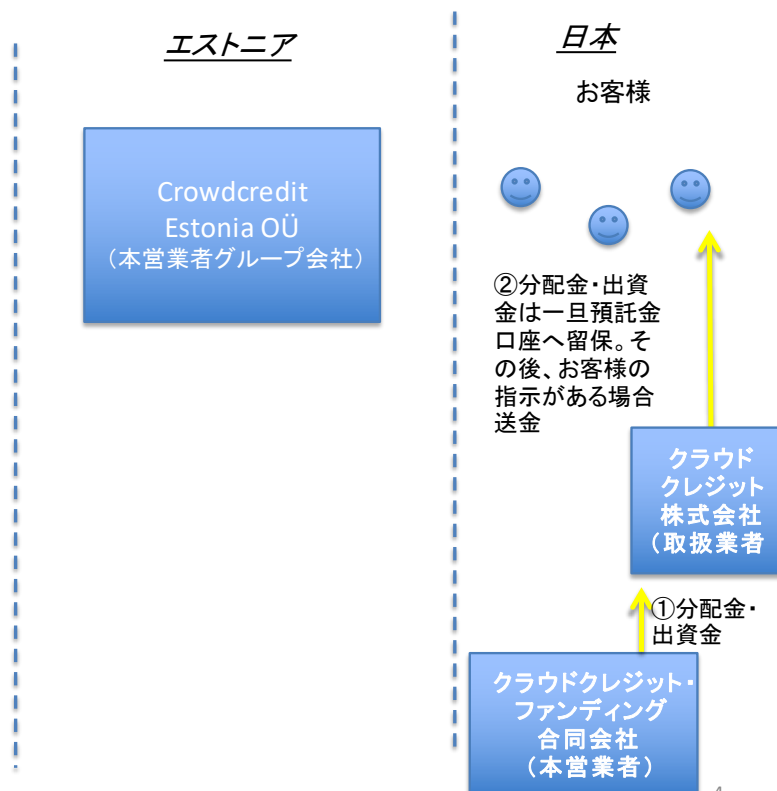 エストニア
日本
お客様
Crowdcredit
Estonia OÜ
（本営業者グループ会社）
②分配金・出資
金は一旦預託金
口座へ留保。そ
の後、お客様の
指示がある場合
送金
クラウド
クレジット
株式会社
（取扱業者
①分配金・
出資金
クラウドクレジット・
ファンディング
合同会社
（本営業者）